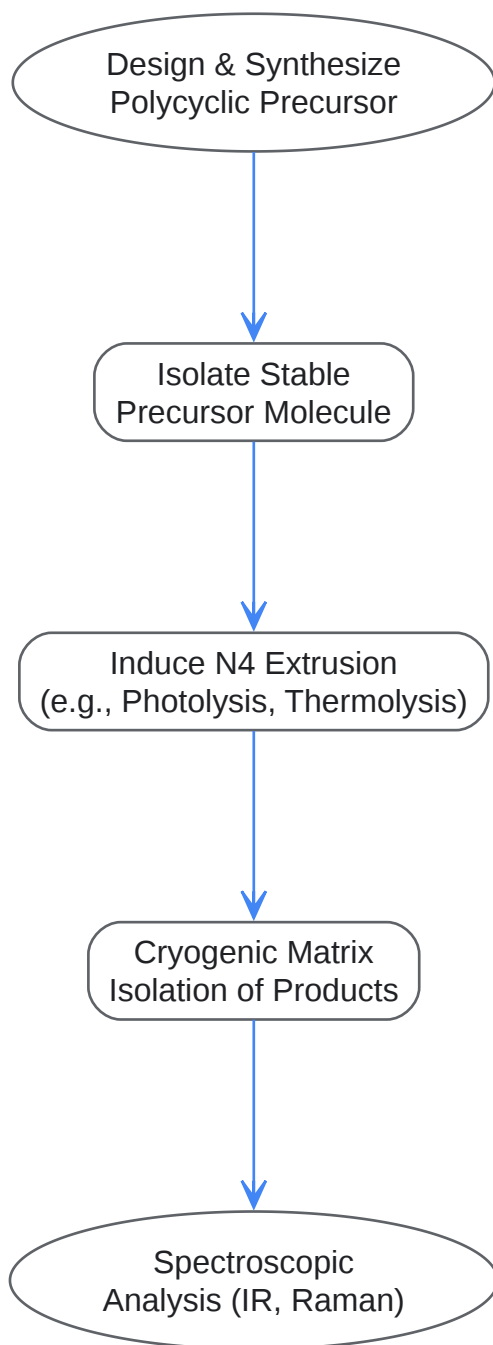 Design & Synthesize
Polycyclic Precursor
Isolate Stable
Precursor Molecule
Induce N4 Extrusion
(e.g., Photolysis, Thermolysis)
Cryogenic Matrix
Isolation of Products
Spectroscopic
Analysis (IR, Raman)